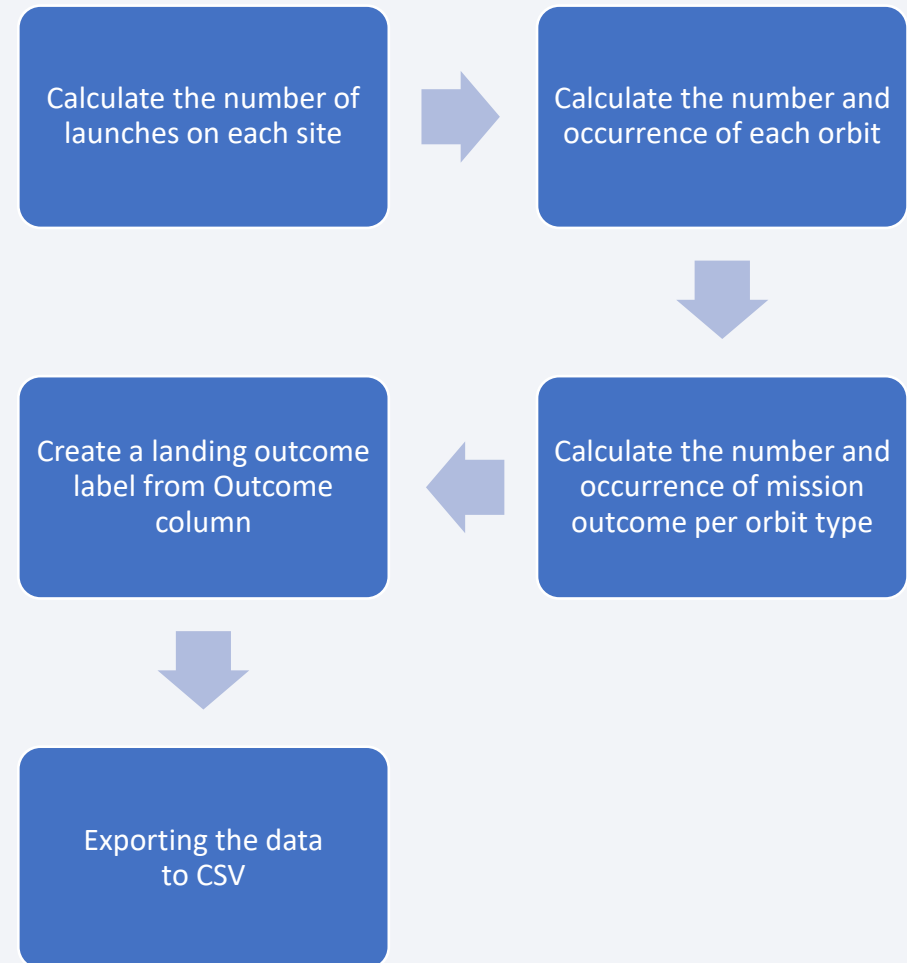 Calculate the number of
launches on each site
Calculate the number and
occurrence of each orbit
Calculate the number and
occurrence of mission
outcome per orbit type
Create a landing outcome
label from Outcome
column
Exporting the data
to CSV